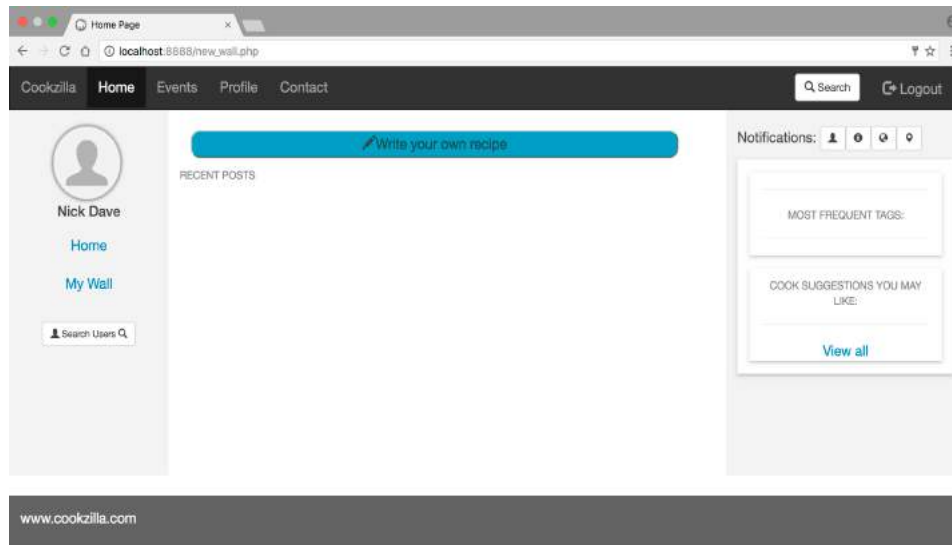 Home Page
localhost:8888/new_wall.php
Cookzilla Home Events Profile Contact Search Logout
Nick Dave
Home
My Wall
Search Users
Write your own recipe
RECENT POSTS
Notifications:
MOST FREQUENT TAGS:
COOK SUGGESTIONS YOU MAY
LIKE:
View all
www.cookzilla.com